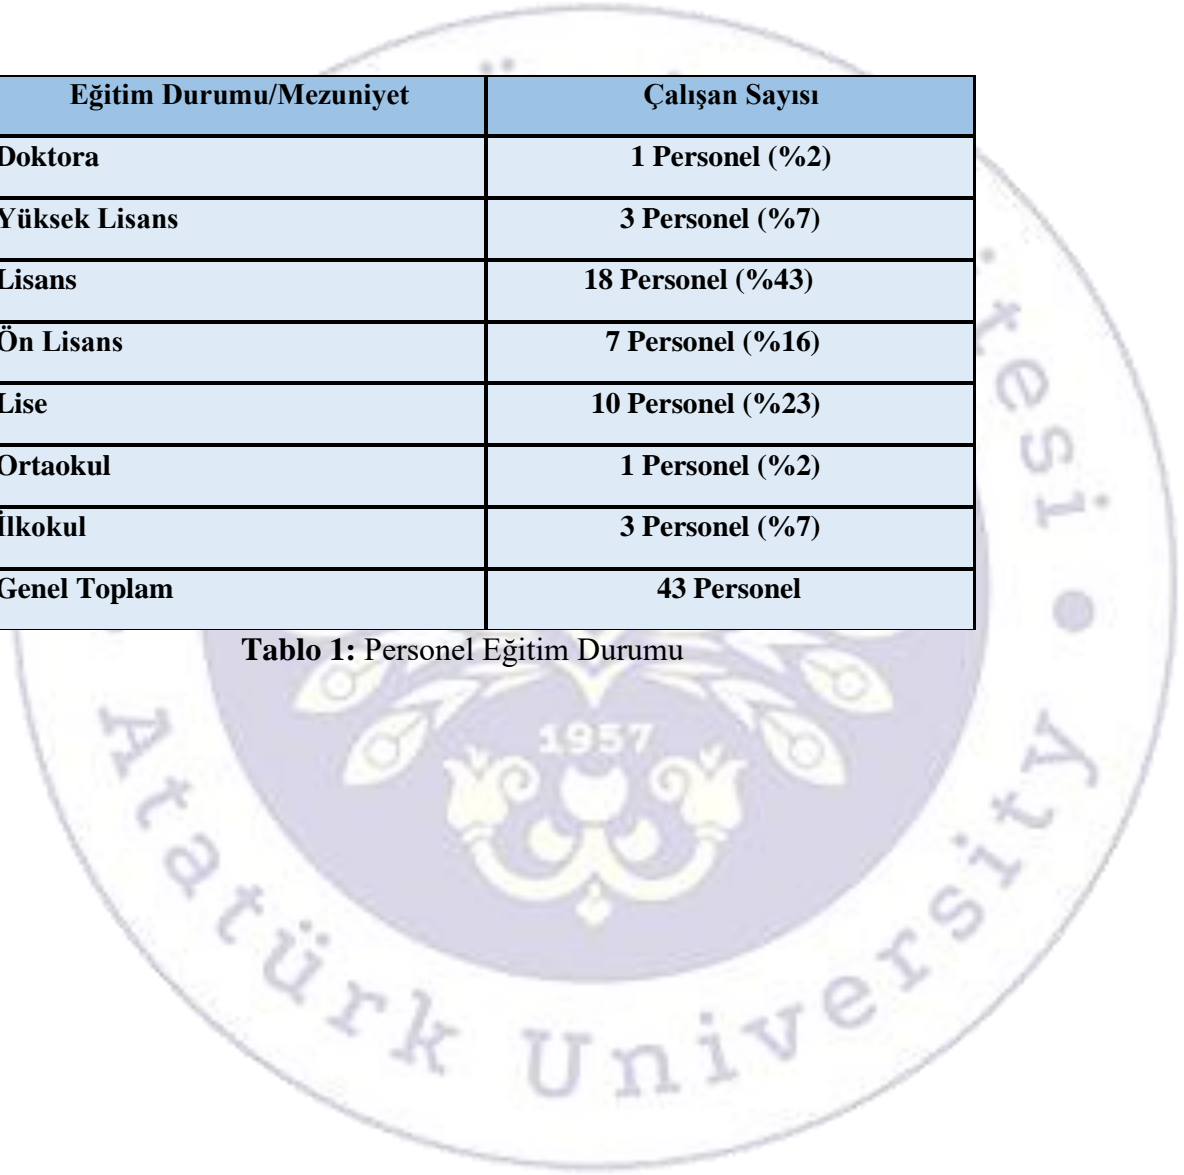 Eğitim Durumu/Mezuniyet Çalışan Sayısı
Doktora 1 Personel (%2)
Yüksek Lisans 3 Personel (%7)
Lisans 18 Personel (%43)
Ön Lisans 7 Personel (%16)
Lise 10 Personel (%23)
Ortaokul 1 Personel (%2)
İlkokul 3 Personel (%7)
Genel Toplam 43 Personel
Tablo 1: Personel Eğitim Durumu
1957
Atatürk University